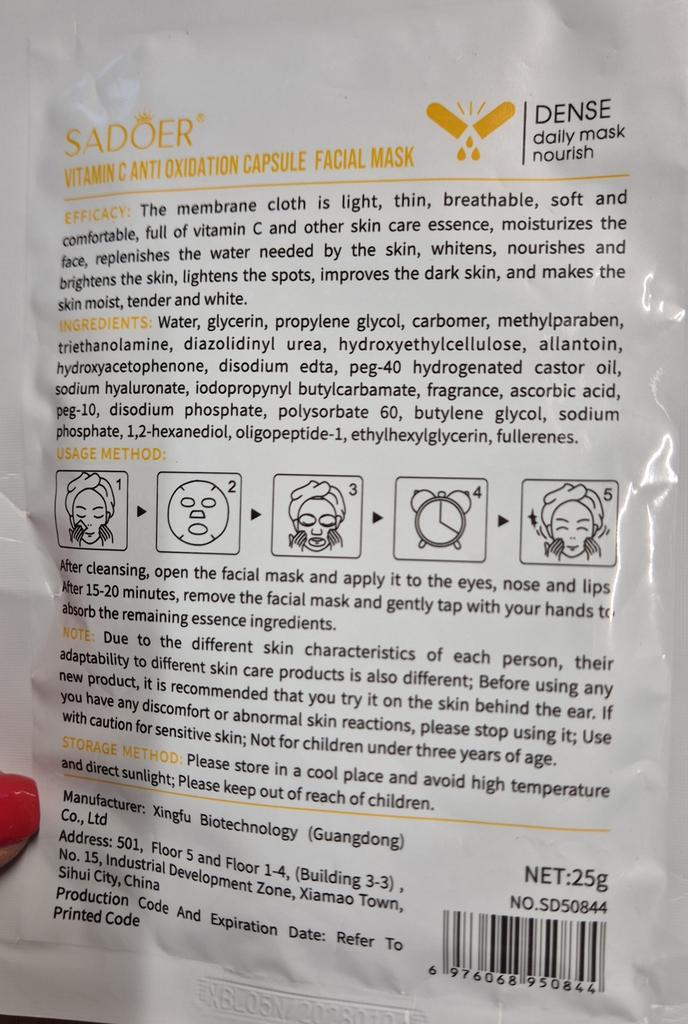 SADOER®
VITAMIN C ANTI OXIDATION CAPSULE FACIAL MASK
DENSE
daily mask
nourish
EFFICACY: The membrane cloth is light, thin, breathable, soft and
comfortable, full of vitamin C and other skin care essence, moisturizes the
face, replenishes the water needed by the skin, whitens, nourishes and
brightens the skin, lightens the spots, improves the dark skin, and makes the
skin moist, tender and white.
INGREDIENTS: Water, glycerin, propylene glycol, carbomer, methylparaben,
triethanolamine, diazolidinyl urea, hydroxyethylcellulose, allantoin,
hydroxyacetophenone, disodium edta, peg-40 hydrogenated castor oil,
sodium hyaluronate, iodopropynyl butylcarbamate, fragrance, ascorbic acid,
peg-10, disodium phosphate, polysorbate 60, butylene glycol, sodium
phosphate, 1,2-hexanediol, oligopeptide-1, ethylhexylglycerin, fullerenes.
USAGE METHOD:
1 2 3 4 5
After cleansing, open the facial mask and apply it to the eyes, nose and lips
After 15-20 minutes, remove the facial mask and gently tap with your hands to
absorb the remaining essence ingredients.
NOTE: Due to the different skin characteristics of each person, their
adaptability to different skin care products is also different; Before using any
new product, it is recommended that you try it on the skin behind the ear. If
you have any discomfort or abnormal skin reactions, please stop using it; Use
with caution for sensitive skin; Not for children under three years of age.
STORAGE METHOD: Please store in a cool place and avoid high temperature
and direct sunlight; Please keep out of reach of children.
Manufacturer: Xingfu Biotechnology (Guangdong)
Co., Ltd
Address: 501, Floor 5 and Floor 1-4, (Building 3-3) ,
No. 15, Industrial Development Zone, Xiamao Town,
Sihui City, China
Production Code And Expiration Date: Refer To
Printed Code
NET:25g
NO.SD50844
6 976068 950844